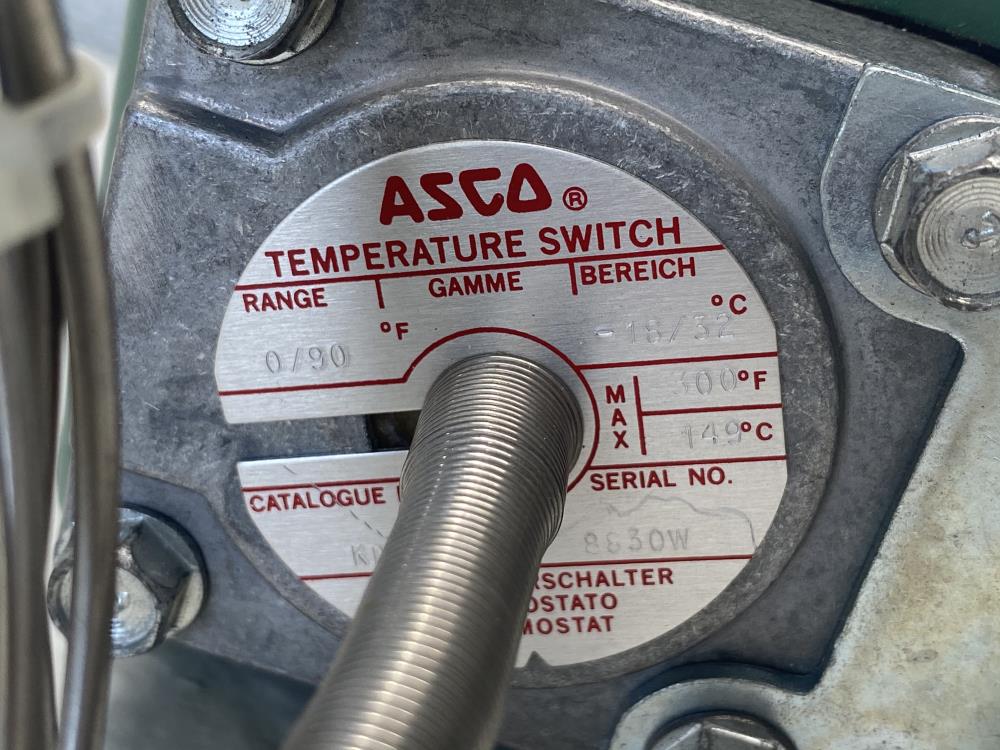 ASCO®
TEMPERATURE SWITCH
RANGE GAMME BEREICH
°F °C
0/90 -18/32
MAX 300°F
149°C
CATALOGUE SERIAL NO.
8830W
RSCHALTER
OSTATO
MOSTAT